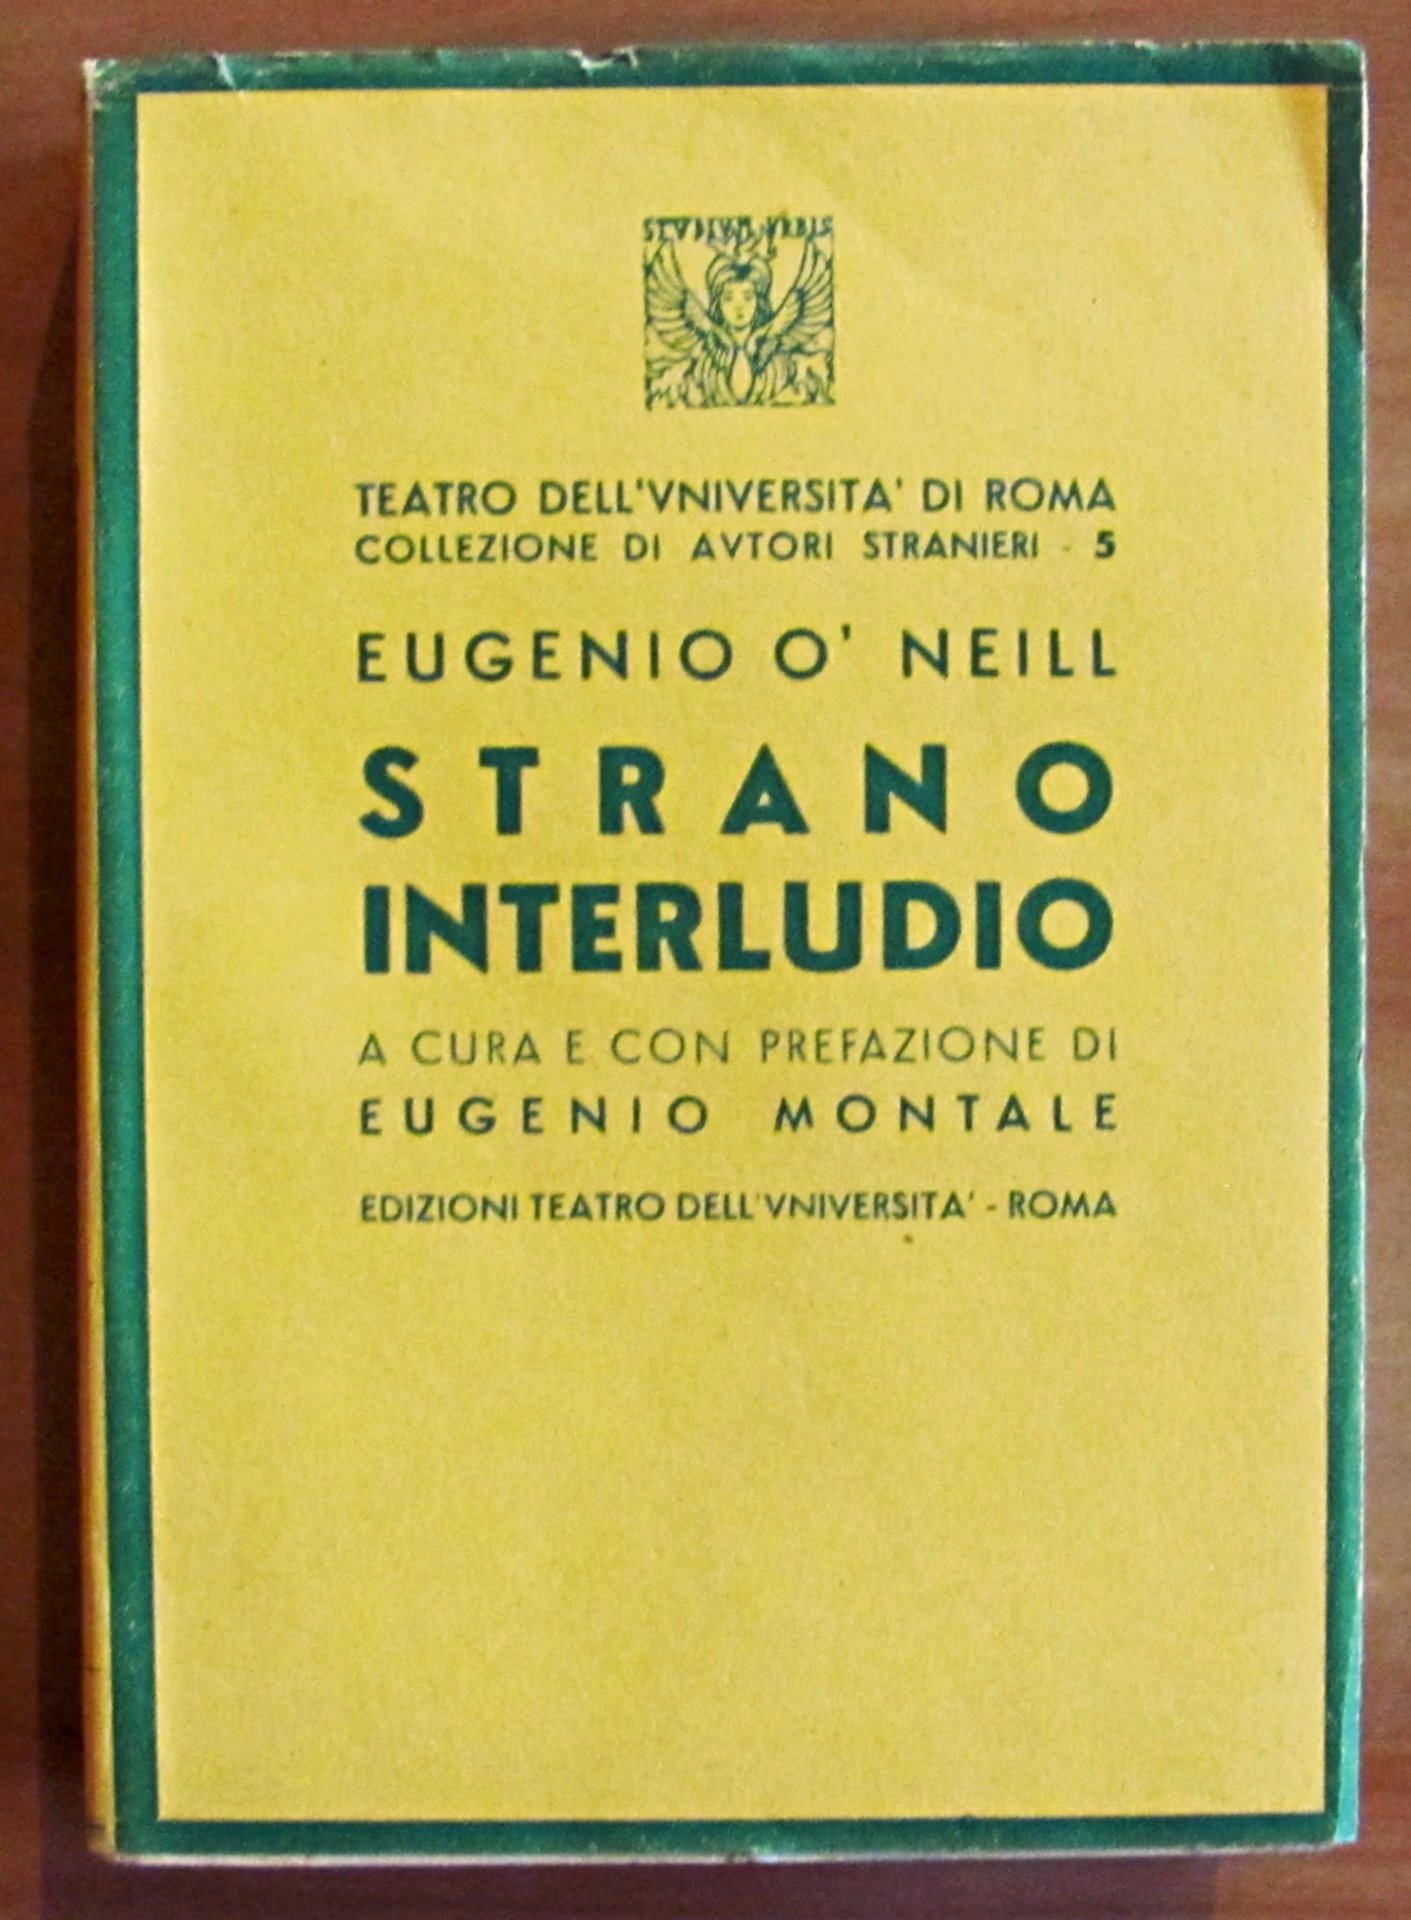 STVDIVM VRBIS
TEATRO DELL'VNIVERSITA' DI ROMA
COLLEZIONE DI AVTORI STRANIERI - 5
EUGENIO O' NEILL
STRANO
INTERLUDIO
A CURA E CON PREFAZIONE DI
EUGENIO MONTALE
EDIZIONI TEATRO DELL'VNIVERSITA' - ROMA